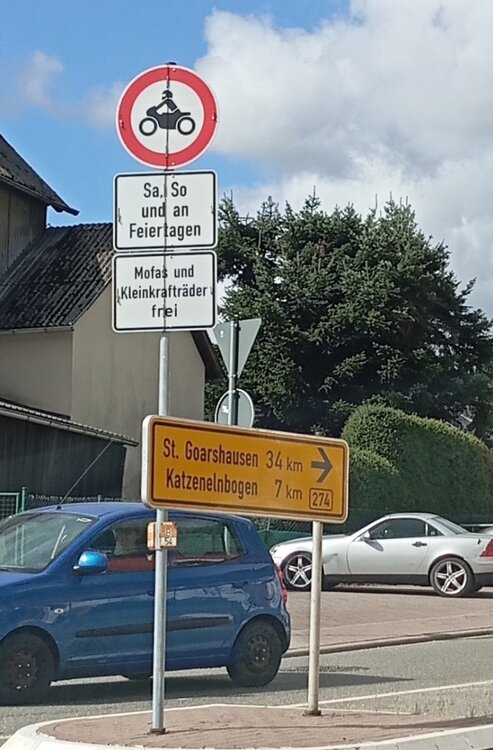 Sa, So
und an
Feiertagen
Mofas und
Kleinkrafträder
frei
St. Goarshausen 34 km
Katzenelnbogen 7 km 274